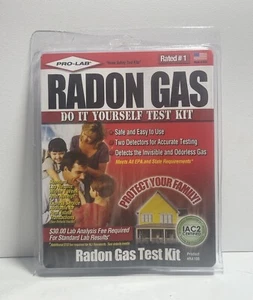 PRO-LAB
Rated # 1
RADON GAS
DO IT YOURSELF TEST KIT
Safe and Easy to Use
Two Detectors for Accurate Testing
Detects the Invisible and Odorless Gas
Meets All EPA and State Requirements*
PROTECT YOUR FAMILY!
$30.00 Lab Analysis Fee Required
For Standard Lab Results*
IAC2
Radon Gas Test Kit